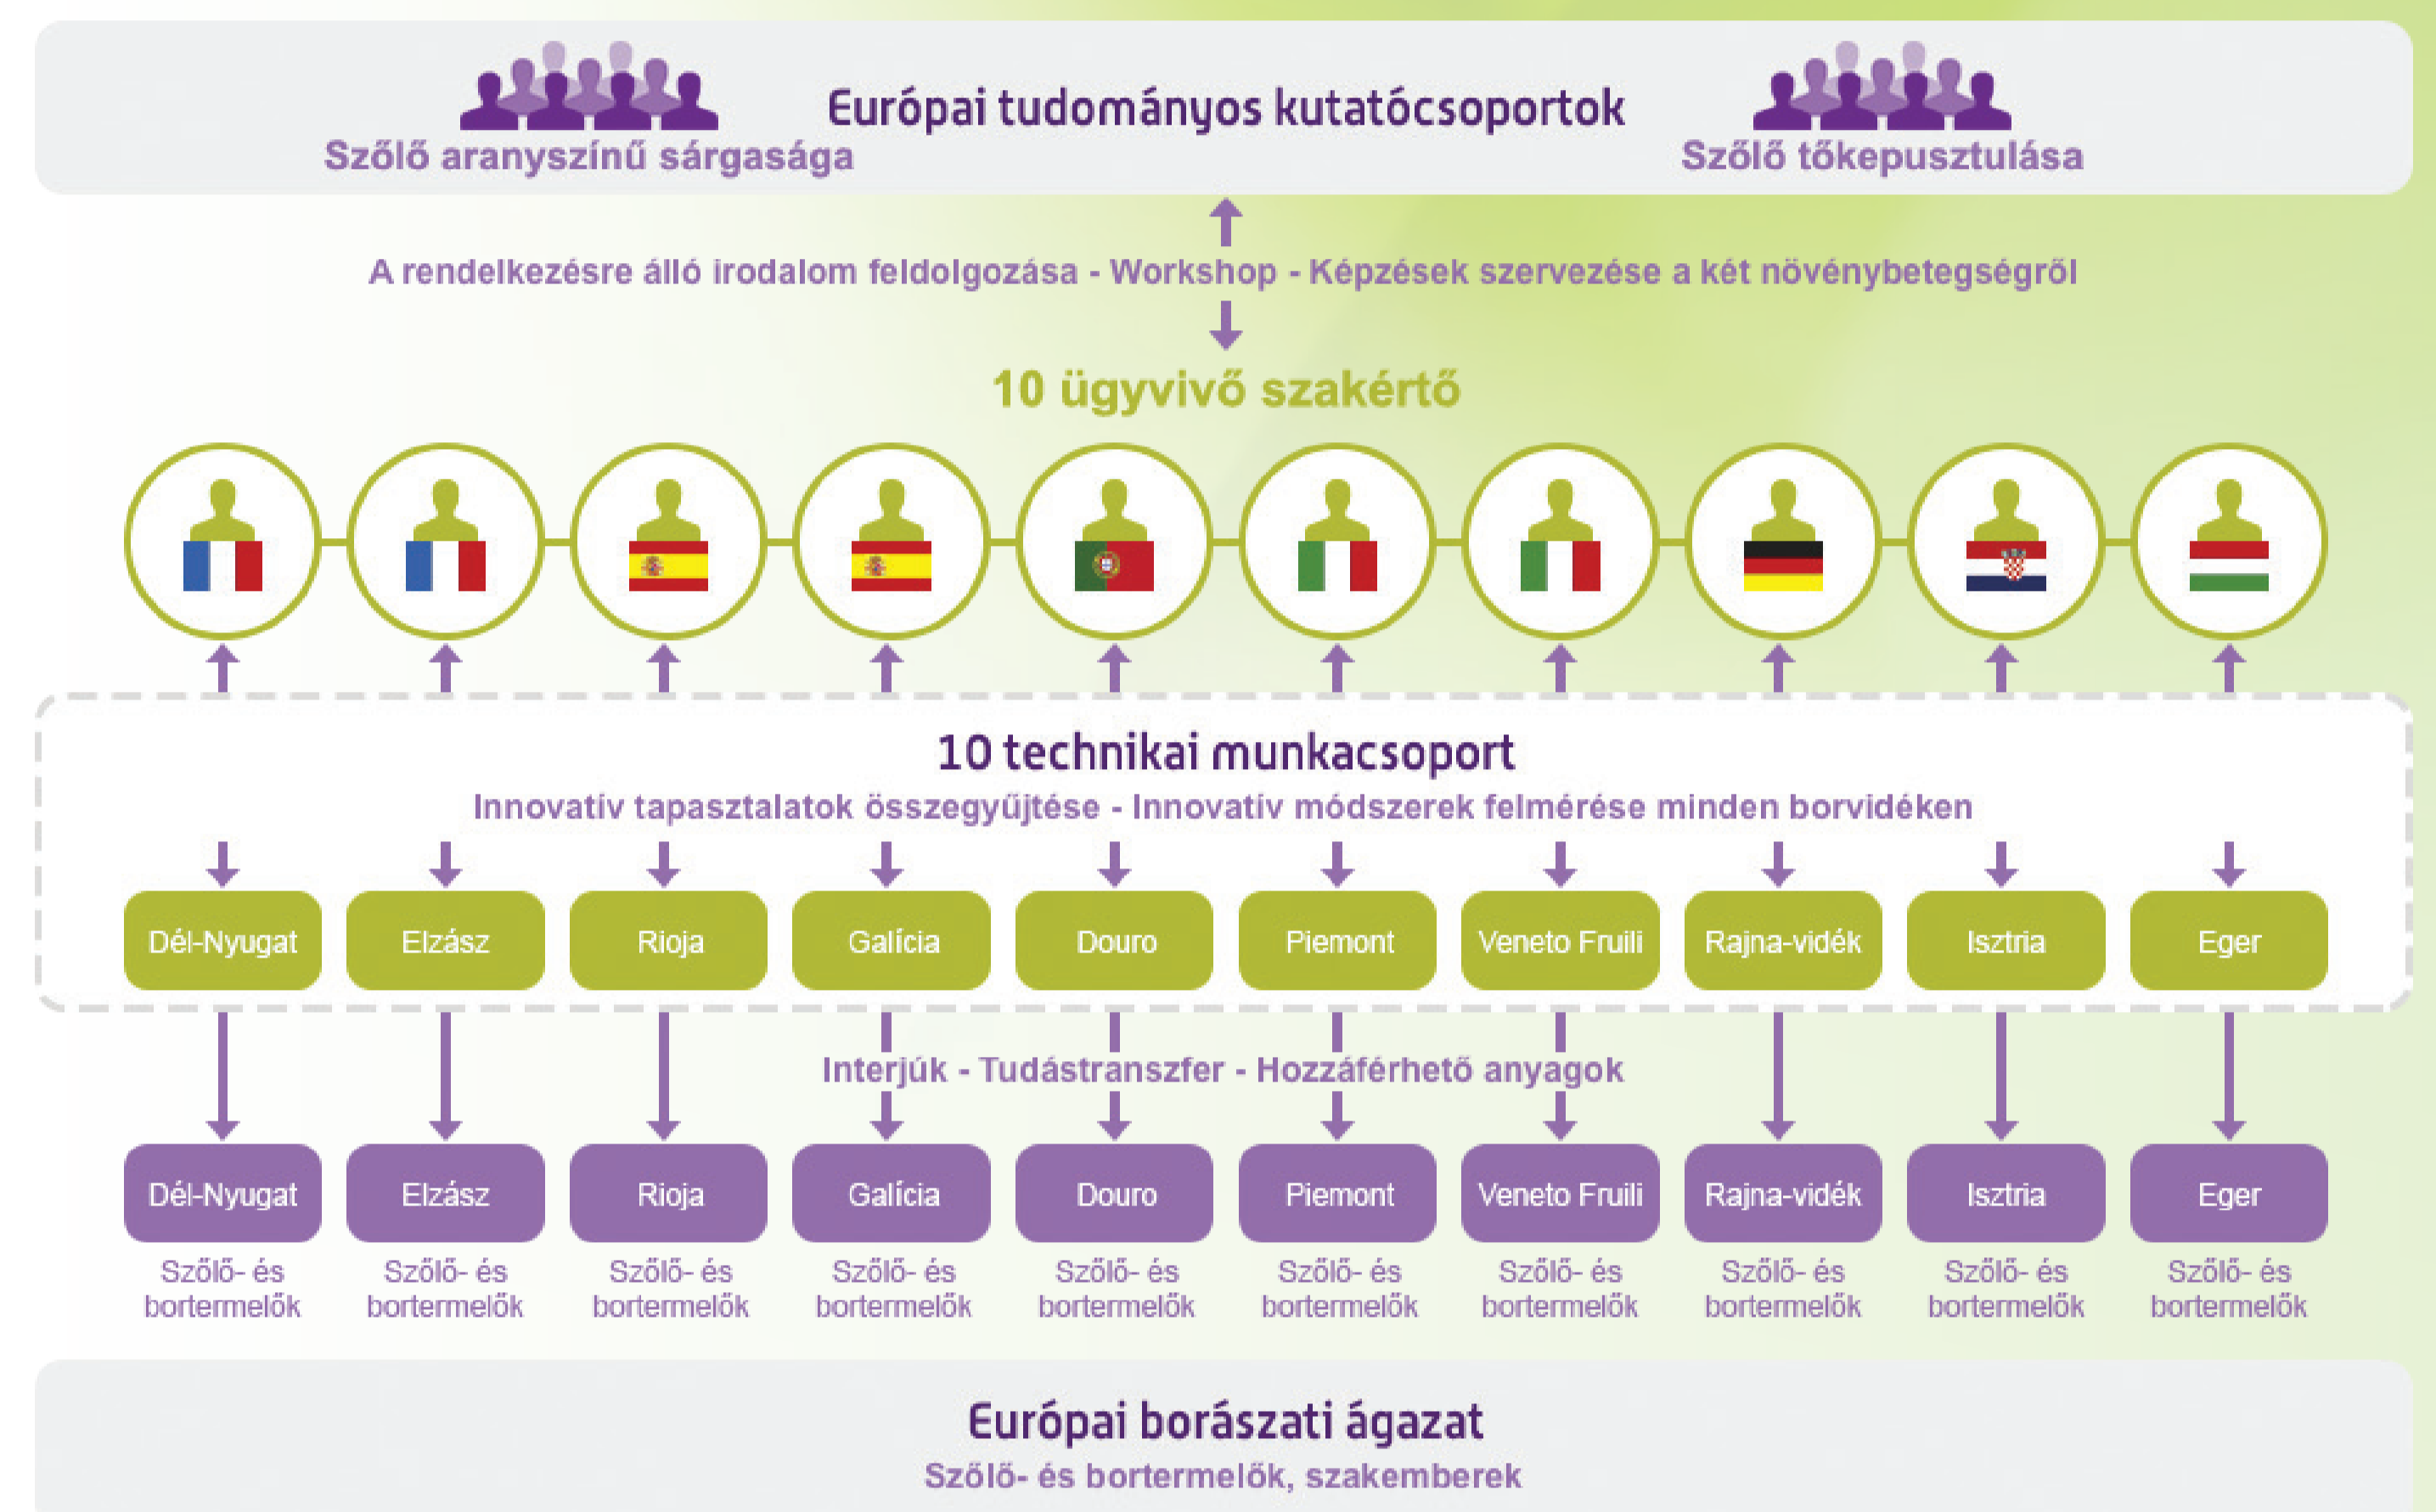 Európai tudományos kutatócsoportok
Szőlő aranyszínű sárgasága
Szőlő tőkepusztulása
A rendelkezésre álló irodalom feldolgozása - Workshop - Képzések szervezése a két növénybetegségről
10 ügyvivő szakértő
10 technikai munkacsoport
Innovatív tapasztalatok összegyűjtése - Innovatív módszerek felmérése minden borvidéken
Dél-Nyugat
Elzász
Rioja
Galícia
Douro
Piemont
Veneto Fruili
Rajna-vidék
Isztria
Eger
Interjúk - Tudástranszfer - Hozzáférhető anyagok
Dél-Nyugat
Elzász
Rioja
Galícia
Douro
Piemont
Veneto Fruili
Rajna-vidék
Isztria
Eger
Szőlő- és
bortermelők
Szőlő- és
bortermelők
Szőlő- és
bortermelők
Szőlő- és
bortermelők
Szőlő- és
bortermelők
Szőlő- és
bortermelők
Szőlő- és
bortermelők
Szőlő- és
bortermelők
Szőlő- és
bortermelők
Szőlő- és
bortermelők
Európai borászati ágazat
Szőlő- és bortermelők, szakemberek